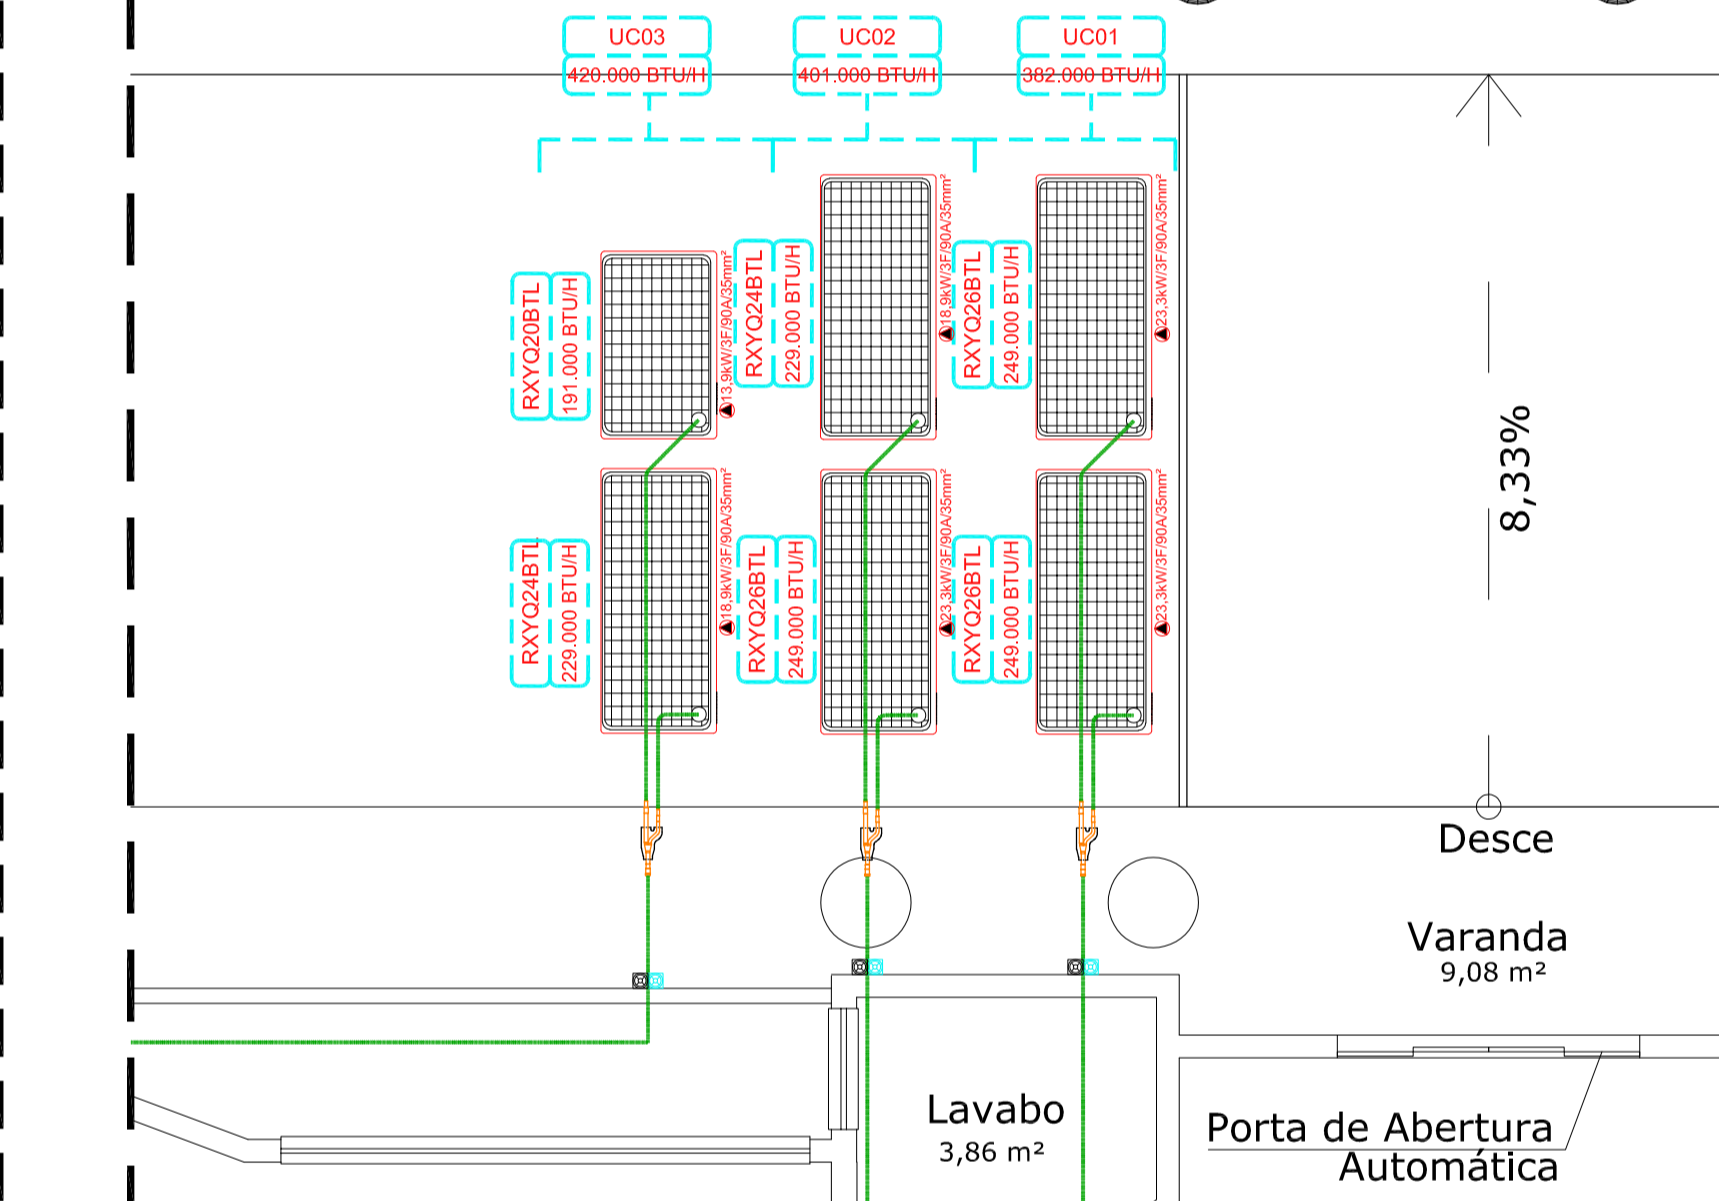 UC03
420.000 BTU/H
UC02
401.000 BTU/H
UC01
382.000 BTU/H
RXYQ20BTL
191.000 BTU/H
13,9kW/3F/90A/35mm²
RXYQ24BTL
229.000 BTU/H
18,9kW/3F/90A/35mm²
RXYQ26BTL
249.000 BTU/H
23,3kW/3F/90A/35mm²
RXYQ24BTL
229.000 BTU/H
18,9kW/3F/90A/35mm²
RXYQ26BTL
249.000 BTU/H
23,3kW/3F/90A/35mm²
RXYQ26BTL
249.000 BTU/H
23,3kW/3F/90A/35mm²
8,33%
Desce
Varanda
9,08 m²
Lavabo
3,86 m²
Porta de Abertura
Automática